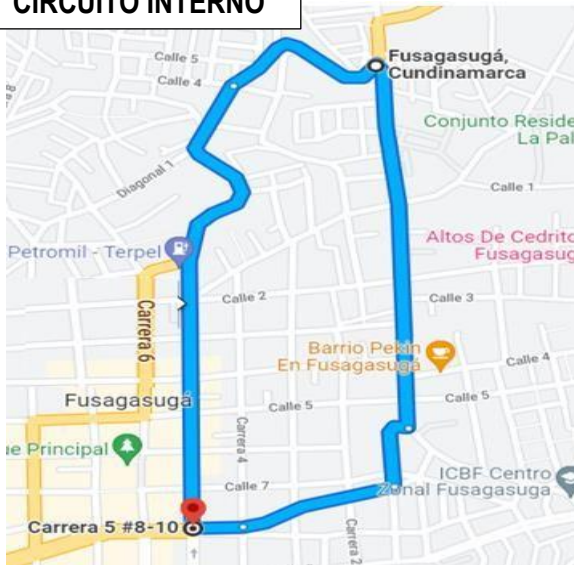 CIRCUITO INTERNO
Calle 5
Calle 4
Fusagasugá,
Cundinamarca
Conjunto Reside
La Pal
Diagonal 1
Calle 1
Petromil - Terpel
Altos De Cedrito
Fusagasug
Carrera 6
Calle 2
Calle 3
Barrio Pekin
En Fusagasugá
Calle 4
Fusagasugá
Calle 5
Calle 5
Carrera 4
ue Principal
Calle 7
ICBF Centro
Zonal Fusagasuga
Carrera 2
Carrera 5 #8-10